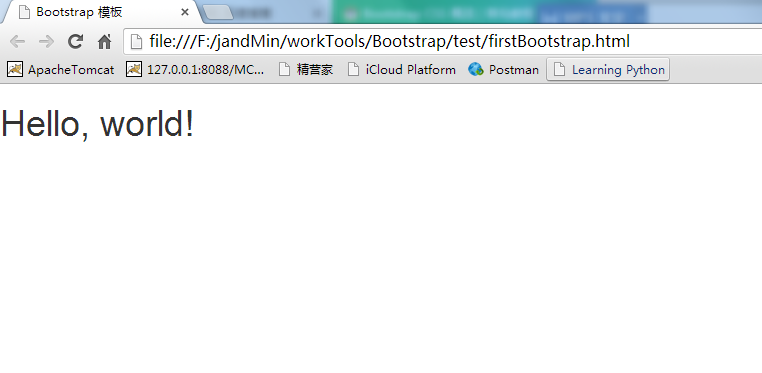 Bootstrap 模板
file:///F:/jandMin/workTools/Bootstrap/test/firstBootstrap.html
ApacheTomcat 127.0.0.1:8088/MC... 精营家 iCloud Platform Postman Learning Python
Hello, world!